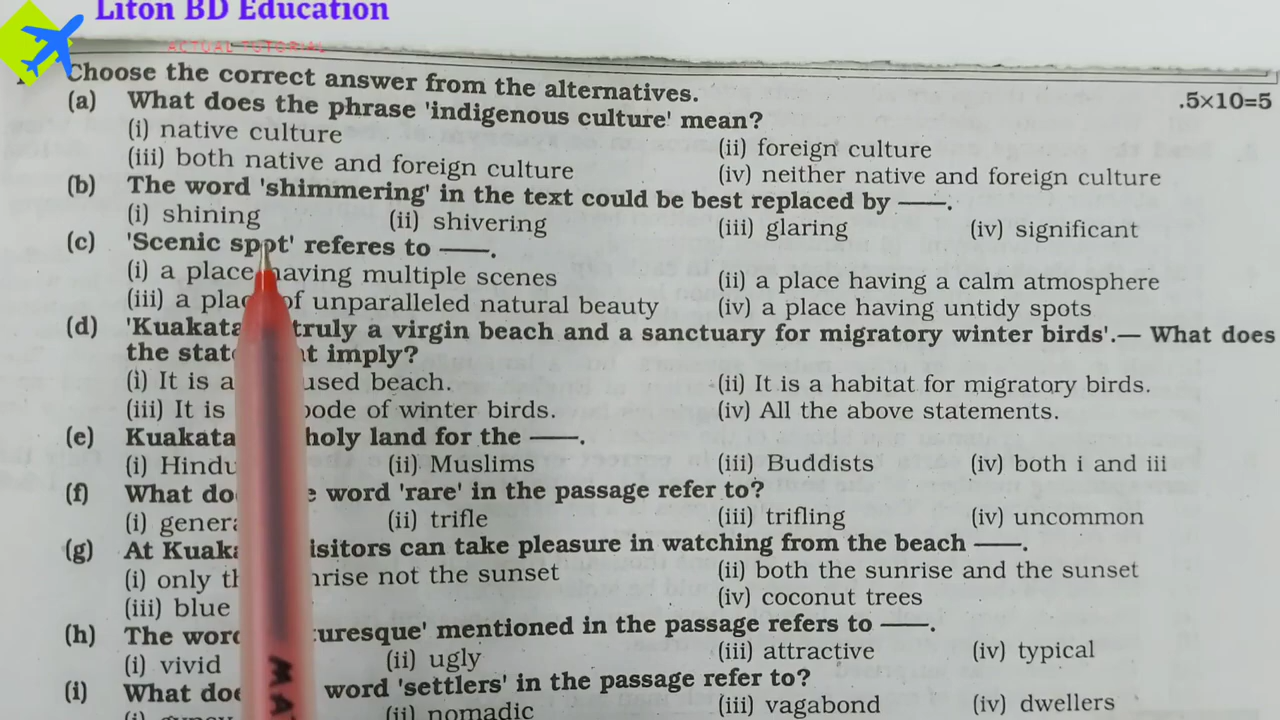 Liton BD Education
ACTUAL TUTORIAL
Choose the correct answer from the alternatives. .5×10=5
(a) What does the phrase 'indigenous culture' mean?
(i) native culture (ii) foreign culture
(iii) both native and foreign culture (iv) neither native and foreign culture
(b) The word 'shimmering' in the text could be best replaced by —.
(i) shining (ii) shivering (iii) glaring (iv) significant
(c) 'Scenic spot' referes to —.
(i) a place having multiple scenes (ii) a place having a calm atmosphere
(iii) a place of unparalleled natural beauty (iv) a place having untidy spots
(d) 'Kuakata truly a virgin beach and a sanctuary for migratory winter birds'.— What does
the imply?
(i) It is a used beach. (ii) It is a habitat for migratory birds.
(iii) It is of winter birds. (iv) All the above statements.
(e) Kuakata holy land for the —.
(i) (ii) Muslims (iii) Buddists (iv) both i and iii
(f) What word 'rare' in the passage refer to?
(i) (ii) trifle (iii) trifling (iv) uncommon
(g) At visitors can take pleasure in watching from the beach —.
(i) only not the sunset (ii) both the sunrise and the sunset
(iii) blue (iv) coconut trees
(h) The mentioned in the passage refers to —.
(i) vivid (ii) ugly (iii) attractive (iv) typical
(i) What word 'settlers' in the passage refer to?
(ii) nomadic (iii) vagabond (iv) dwellers